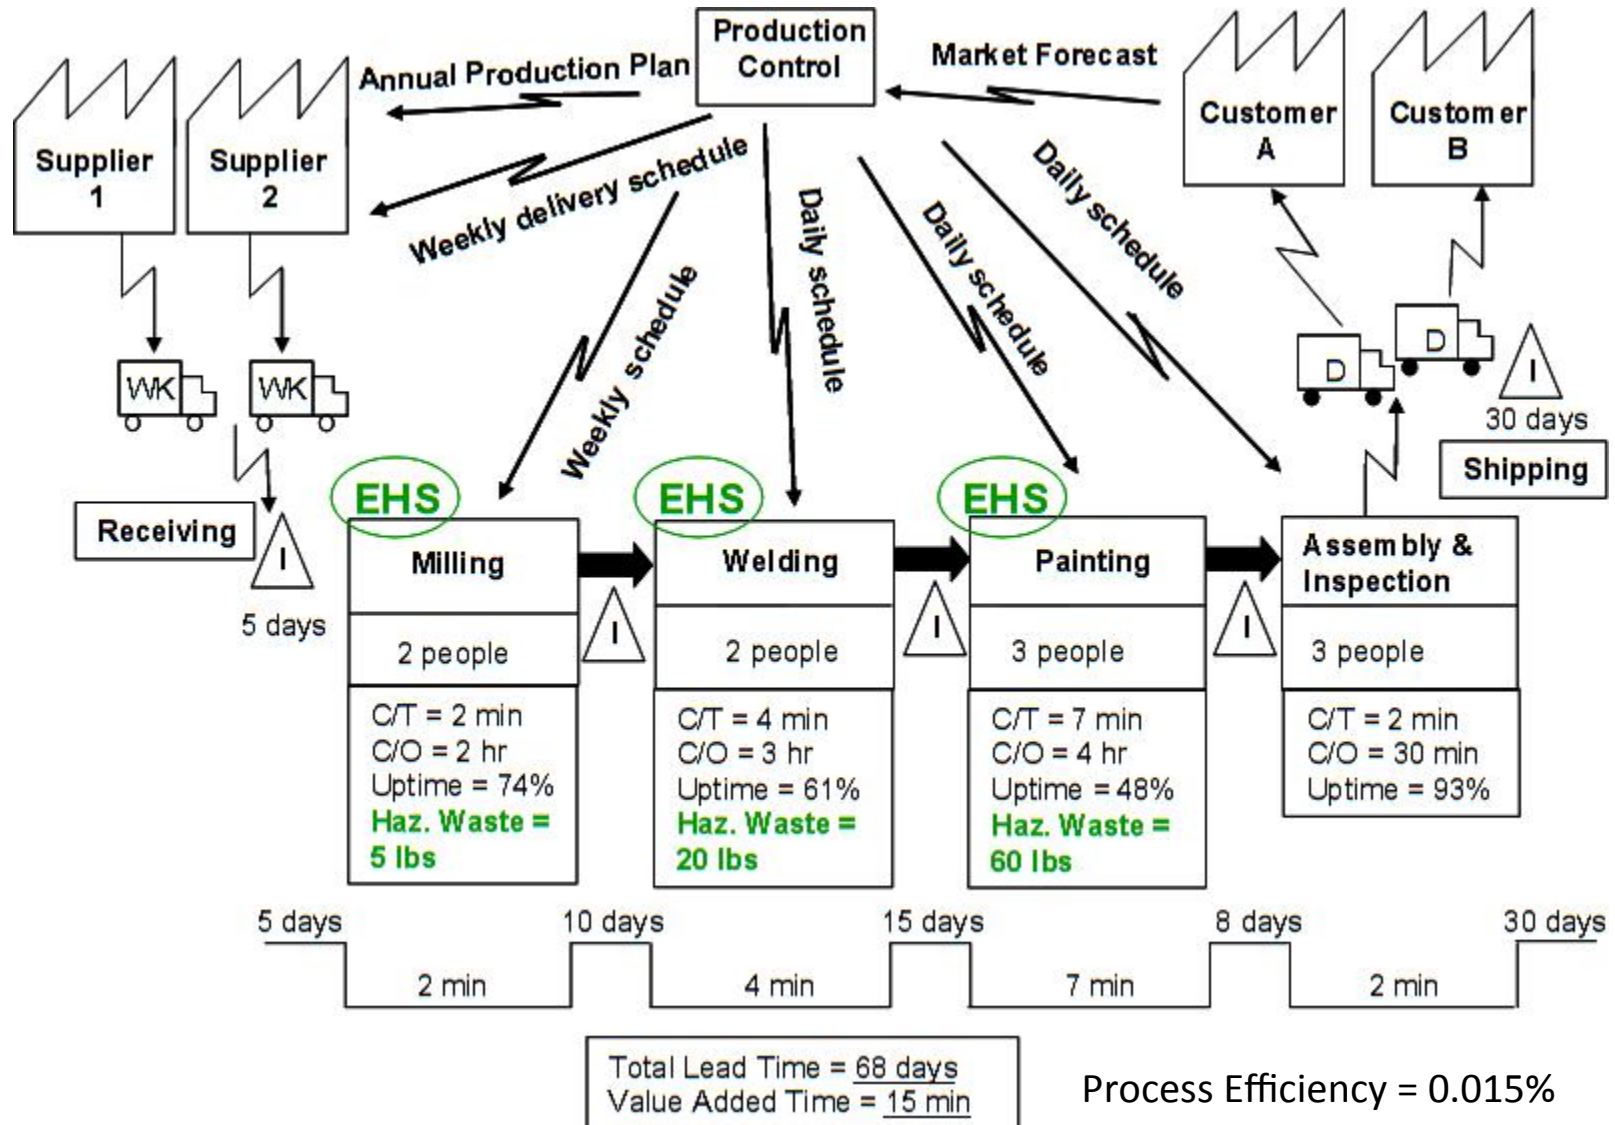 Production
Control
Annual Production Plan
Market Forecast
Supplier
1
Supplier
2
Customer
A
Customer
B
Weekly delivery schedule
Weekly schedule
Daily schedule
Daily schedule
Daily schedule
WK
WK
D
D
I
30 days
Shipping
Receiving
I
5 days
EHS
Milling
2 people
C/T = 2 min
C/O = 2 hr
Uptime = 74%
Haz. Waste =
5 lbs
I
EHS
Welding
2 people
C/T = 4 min
C/O = 3 hr
Uptime = 61%
Haz. Waste =
20 lbs
I
EHS
Painting
3 people
C/T = 7 min
C/O = 4 hr
Uptime = 48%
Haz. Waste =
60 lbs
I
Assembly &
Inspection
3 people
C/T = 2 min
C/O = 30 min
Uptime = 93%
5 days
10 days
15 days
8 days
30 days
2 min
4 min
7 min
2 min
Total Lead Time = 68 days
Value Added Time = 15 min
Process Efficiency = 0.015%